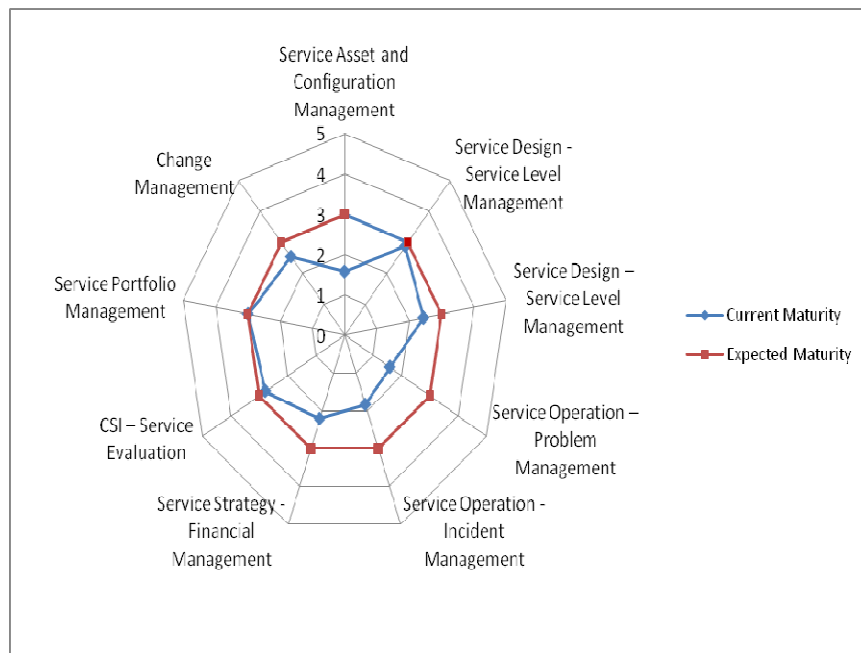 Service Asset and
Configuration
Management
5
4
3
2
1
0
Service Design -
Service Level
Management
Service Design –
Service Level
Management
Service Operation –
Problem
Management
Service Operation -
Incident
Management
Service Strategy -
Financial
Management
CSI – Service
Evaluation
Service Portfolio
Management
Change
Management
Current Maturity
Expected Maturity